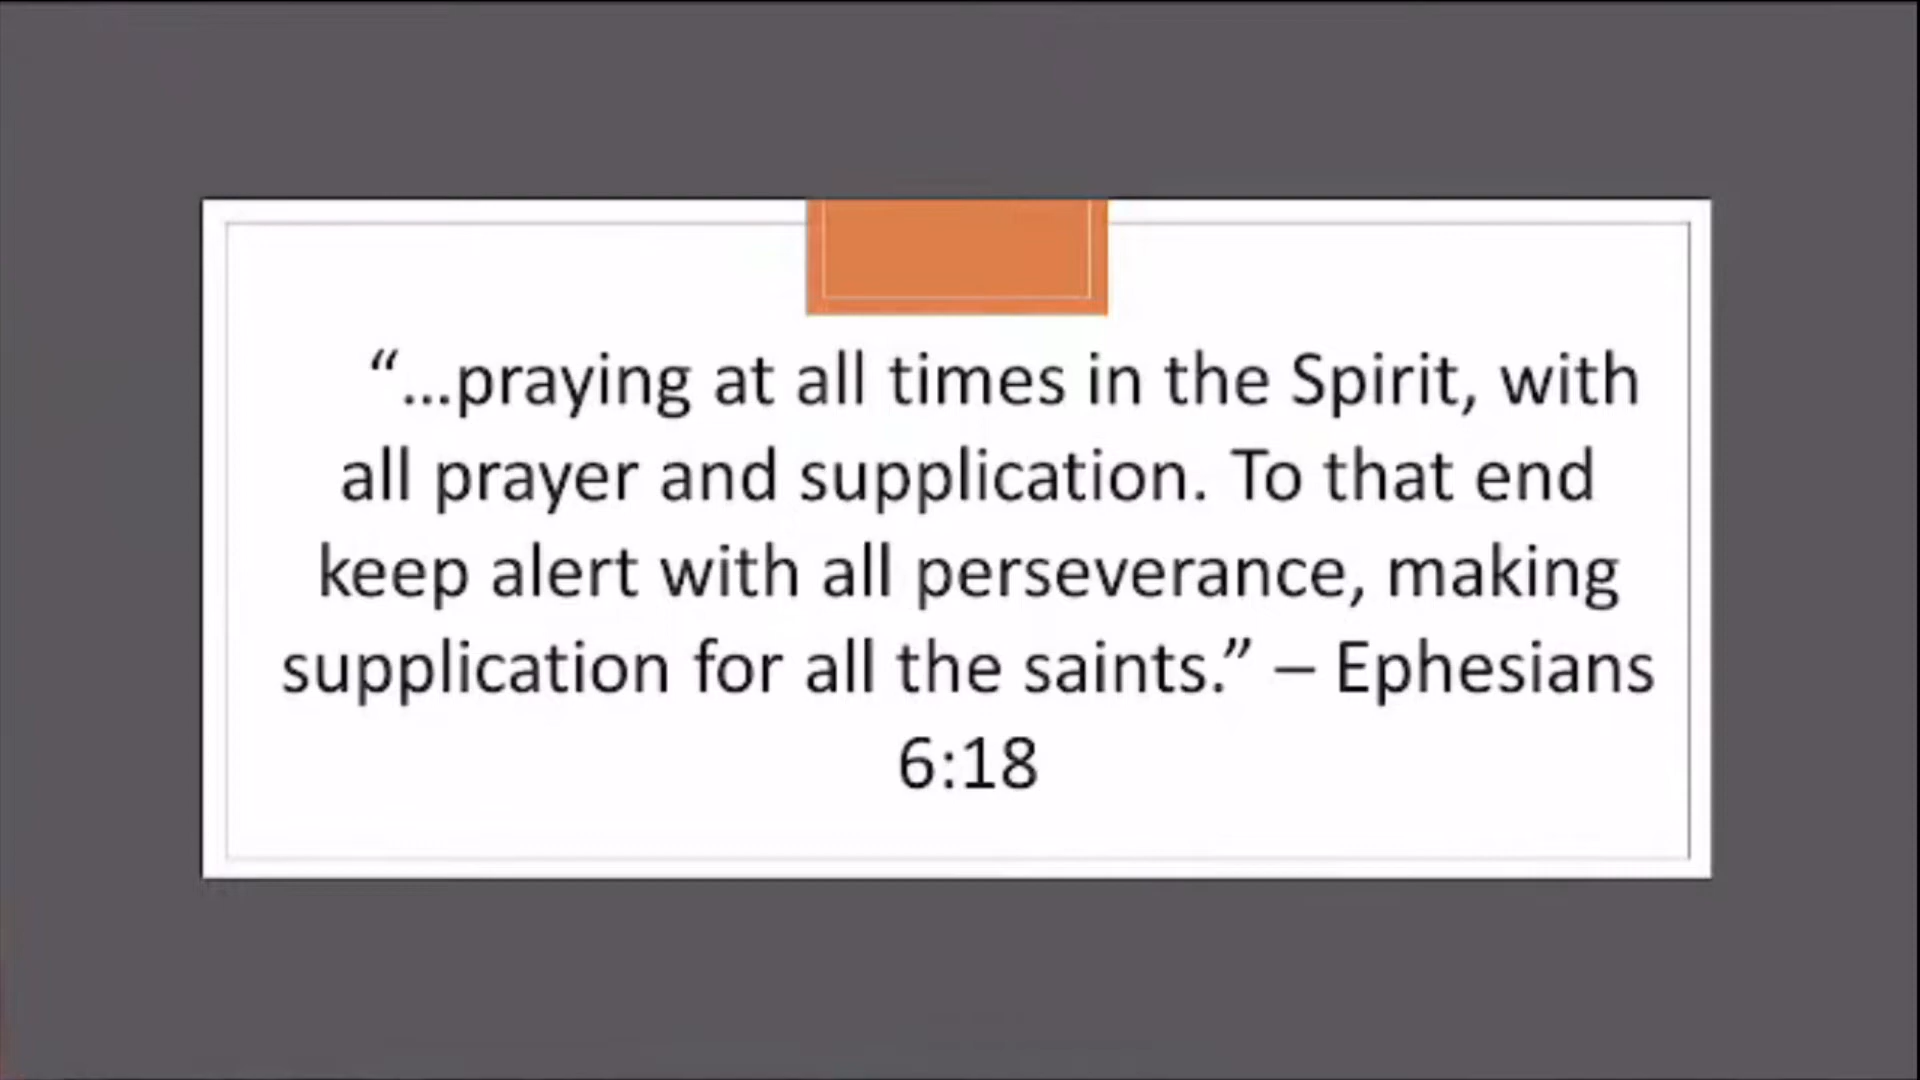 “...praying at all times in the Spirit, with
all prayer and supplication. To that end
keep alert with all perseverance, making
supplication for all the saints.” – Ephesians
6:18